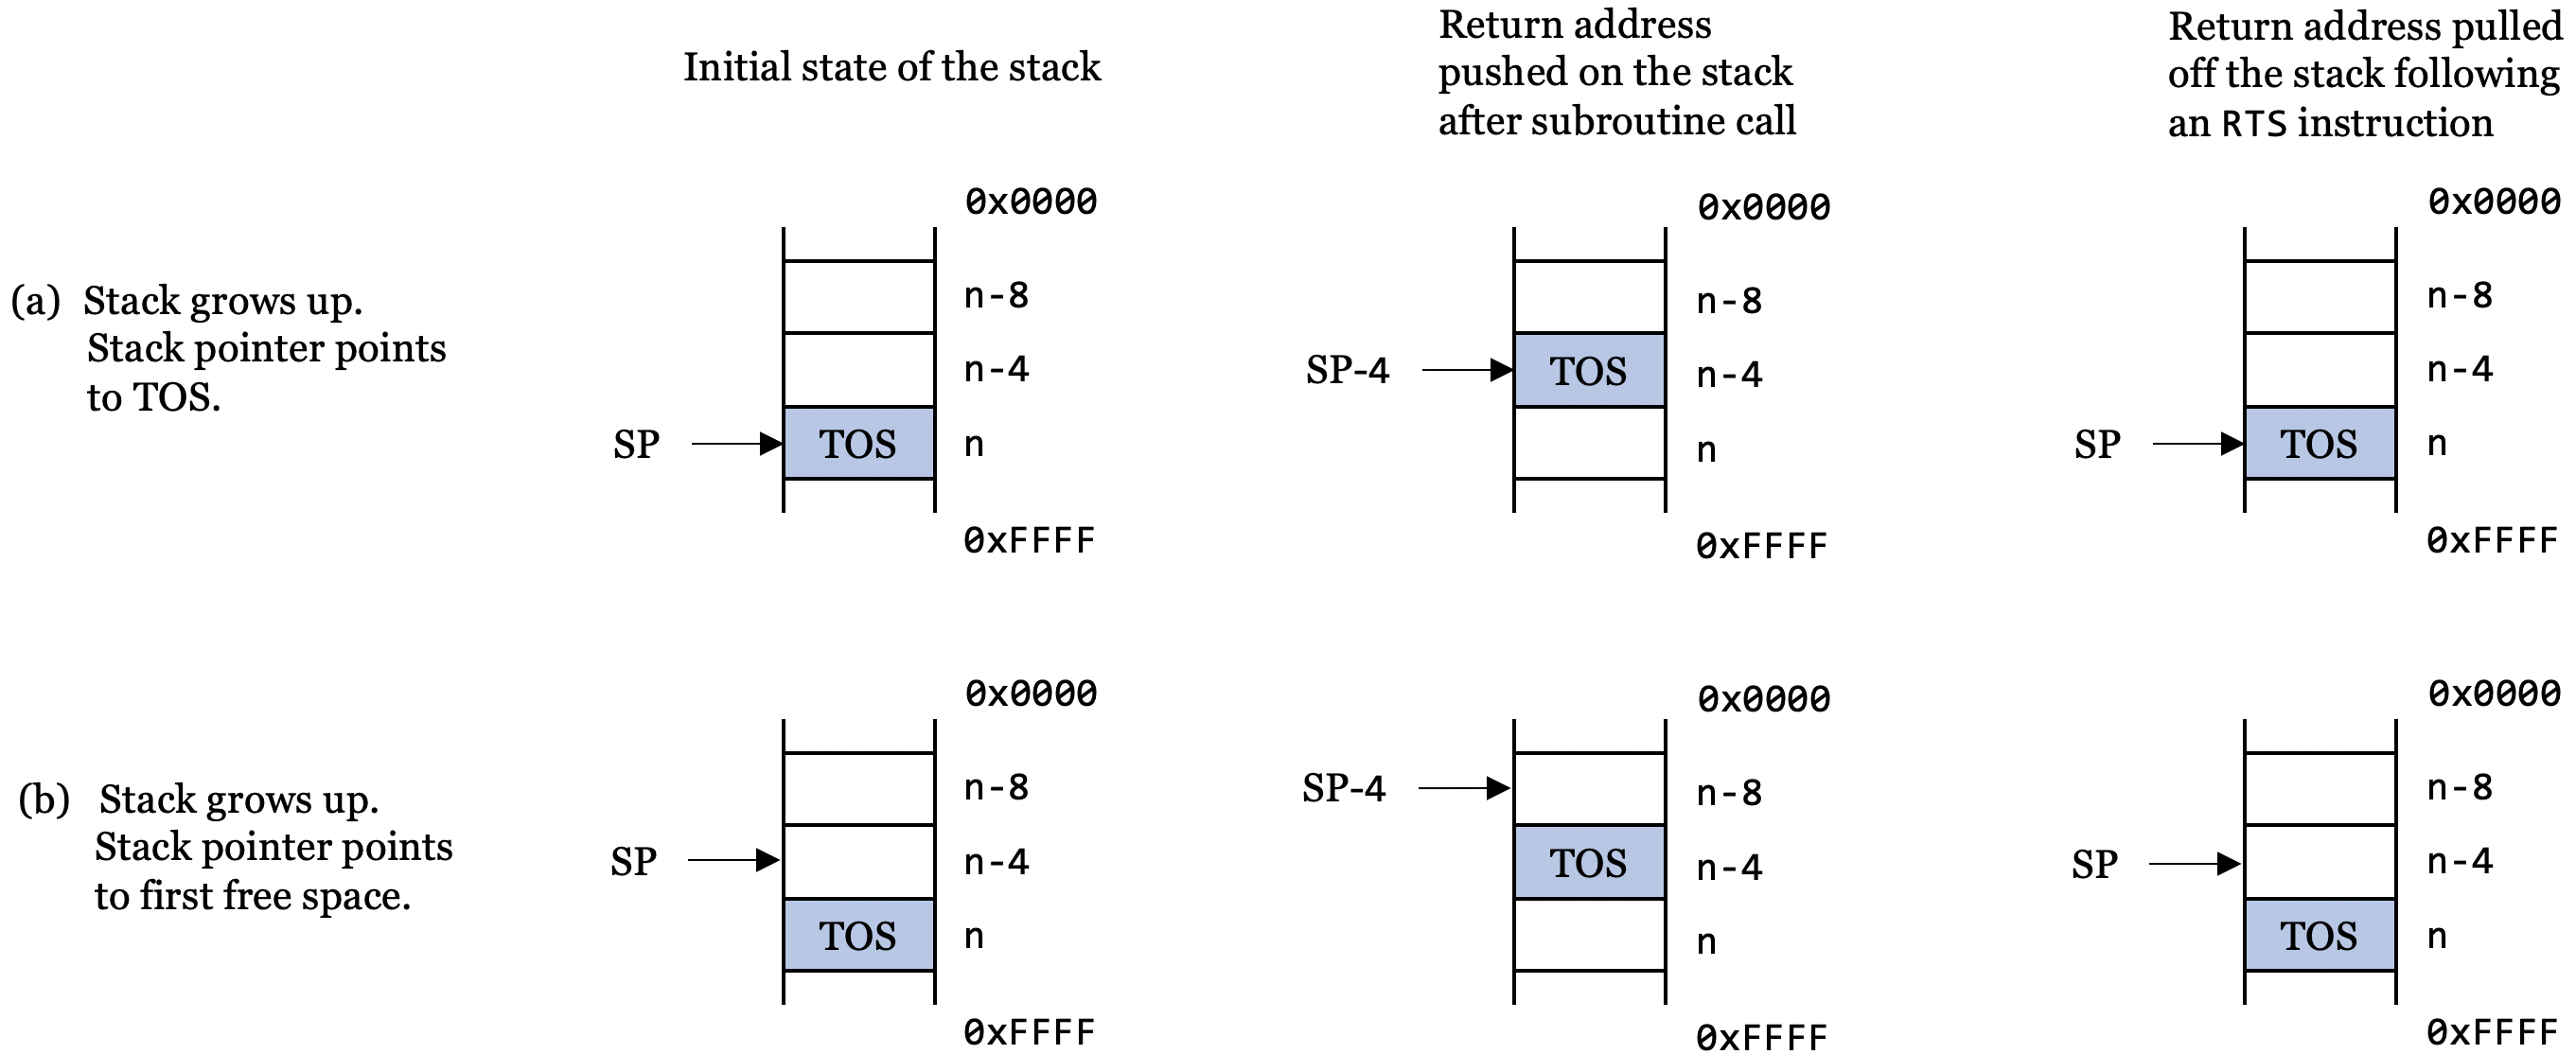 Initial state of the stack
Return address
pushed on the stack
after subroutine call
Return address pulled
off the stack following
an RTS instruction
(a) Stack grows up.
Stack pointer points
to TOS.
0x0000
n-8
n-4
SP
TOS
n
0xFFFF
0x0000
n-8
SP-4
TOS
n-4
n
0xFFFF
0x0000
n-8
n-4
SP
TOS
n
0xFFFF
(b) Stack grows up.
Stack pointer points
to first free space.
0x0000
n-8
SP
n-4
TOS
n
0xFFFF
0x0000
SP-4
n-8
TOS
n-4
n
0xFFFF
0x0000
n-8
SP
n-4
TOS
n
0xFFFF